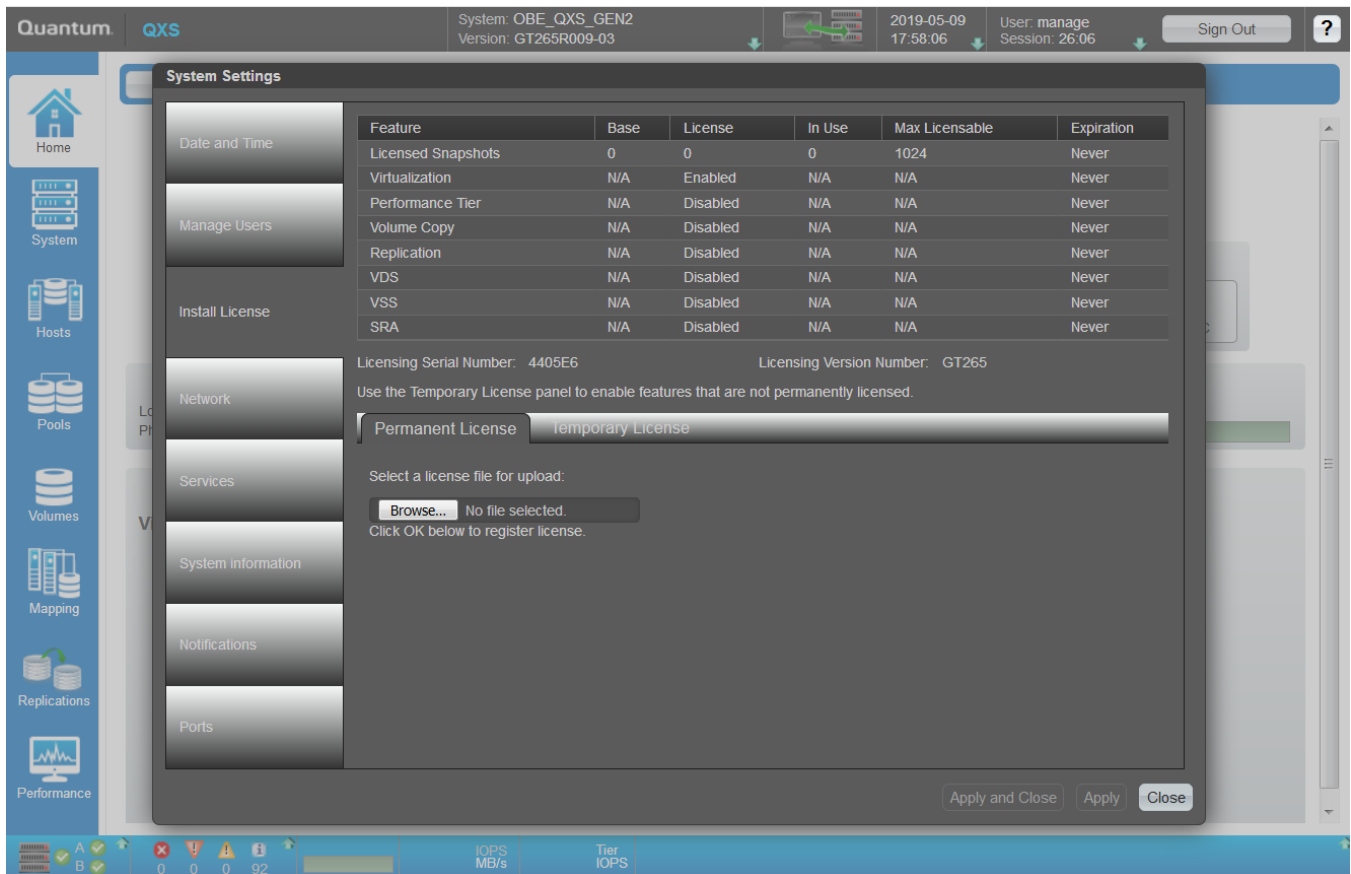 Quantum. QXS
System: OBE_QXS_GEN2
Version: GT265R009-03
2019-05-09
17:58:06
User: manage
Session: 26:06
Sign Out
?
System Settings
Home
System
Hosts
Pools
Volumes
Mapping
Replications
Performance
Date and Time
Manage Users
Install License
Network
Services
System information
Notifications
Ports
Feature Base License In Use Max Licensable Expiration
Licensed Snapshots 0 0 0 1024 Never
Virtualization N/A Enabled N/A N/A Never
Performance Tier N/A Disabled N/A N/A Never
Volume Copy N/A Disabled N/A N/A Never
Replication N/A Disabled N/A N/A Never
VDS N/A Disabled N/A N/A Never
VSS N/A Disabled N/A N/A Never
SRA N/A Disabled N/A N/A Never
Licensing Serial Number: 4405E6 Licensing Version Number: GT265
Use the Temporary License panel to enable features that are not permanently licensed.
Permanent License Temporary License
Select a license file for upload:
Browse... No file selected.
Click OK below to register license.
Apply and Close Apply Close
A
B
0 0 0 92
IOPS
MB/s
Tier
IOPS